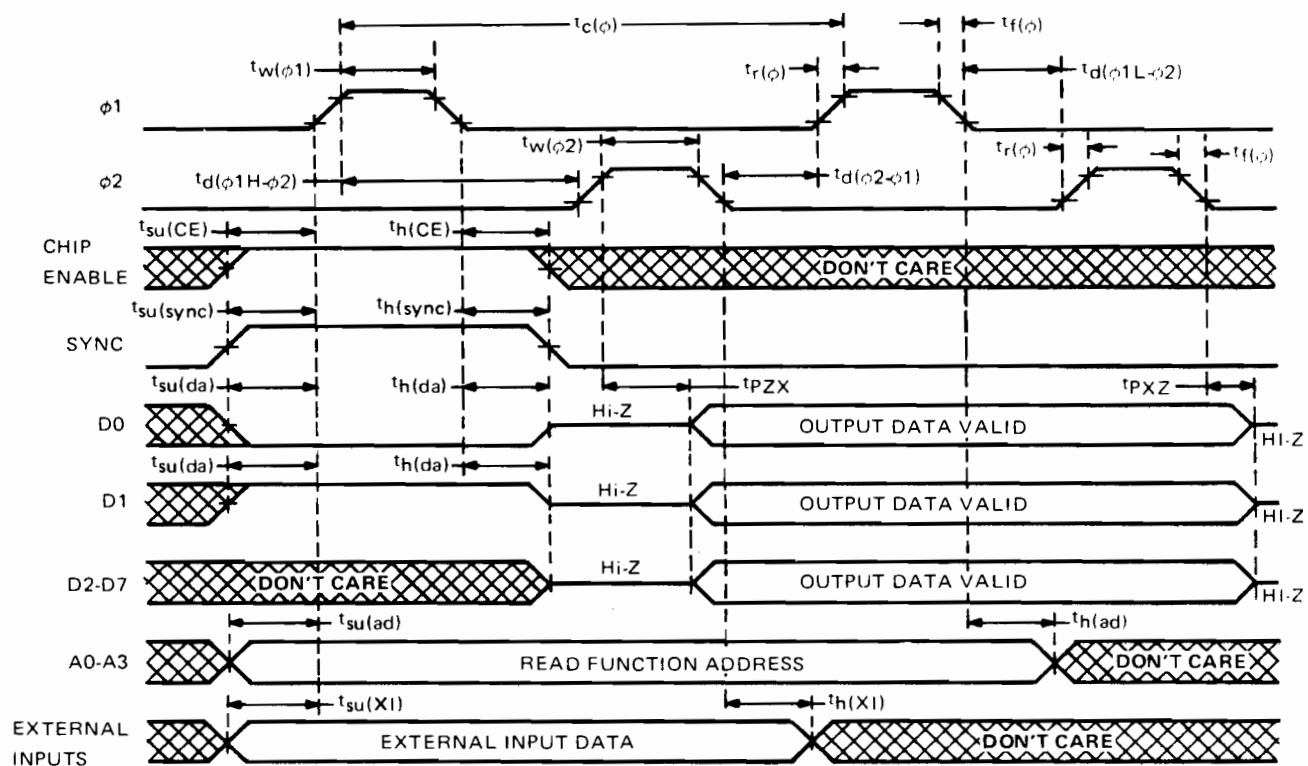 tc(φ) tf(φ)
tw(φ1) tr(φ) td(φ1L-φ2)
φ1
tw(φ2) tr(φ) tf(φ)
φ2 td(φ1H-φ2) td(φ2-φ1)
tsu(CE) th(CE)
CHIP
ENABLE DON'T CARE
tsu(sync) th(sync)
SYNC
tsu(da) th(da) tPZX tPXZ
D0 Hi-Z OUTPUT DATA VALID HI-Z
tsu(da) th(da)
D1 Hi-Z OUTPUT DATA VALID HI-Z
D2-D7 DON'T CARE Hi-Z OUTPUT DATA VALID HI-Z
tsu(ad) th(ad)
A0-A3 READ FUNCTION ADDRESS DON'T CARE
tsu(XI) th(XI)
EXTERNAL
INPUTS EXTERNAL INPUT DATA DON'T CARE